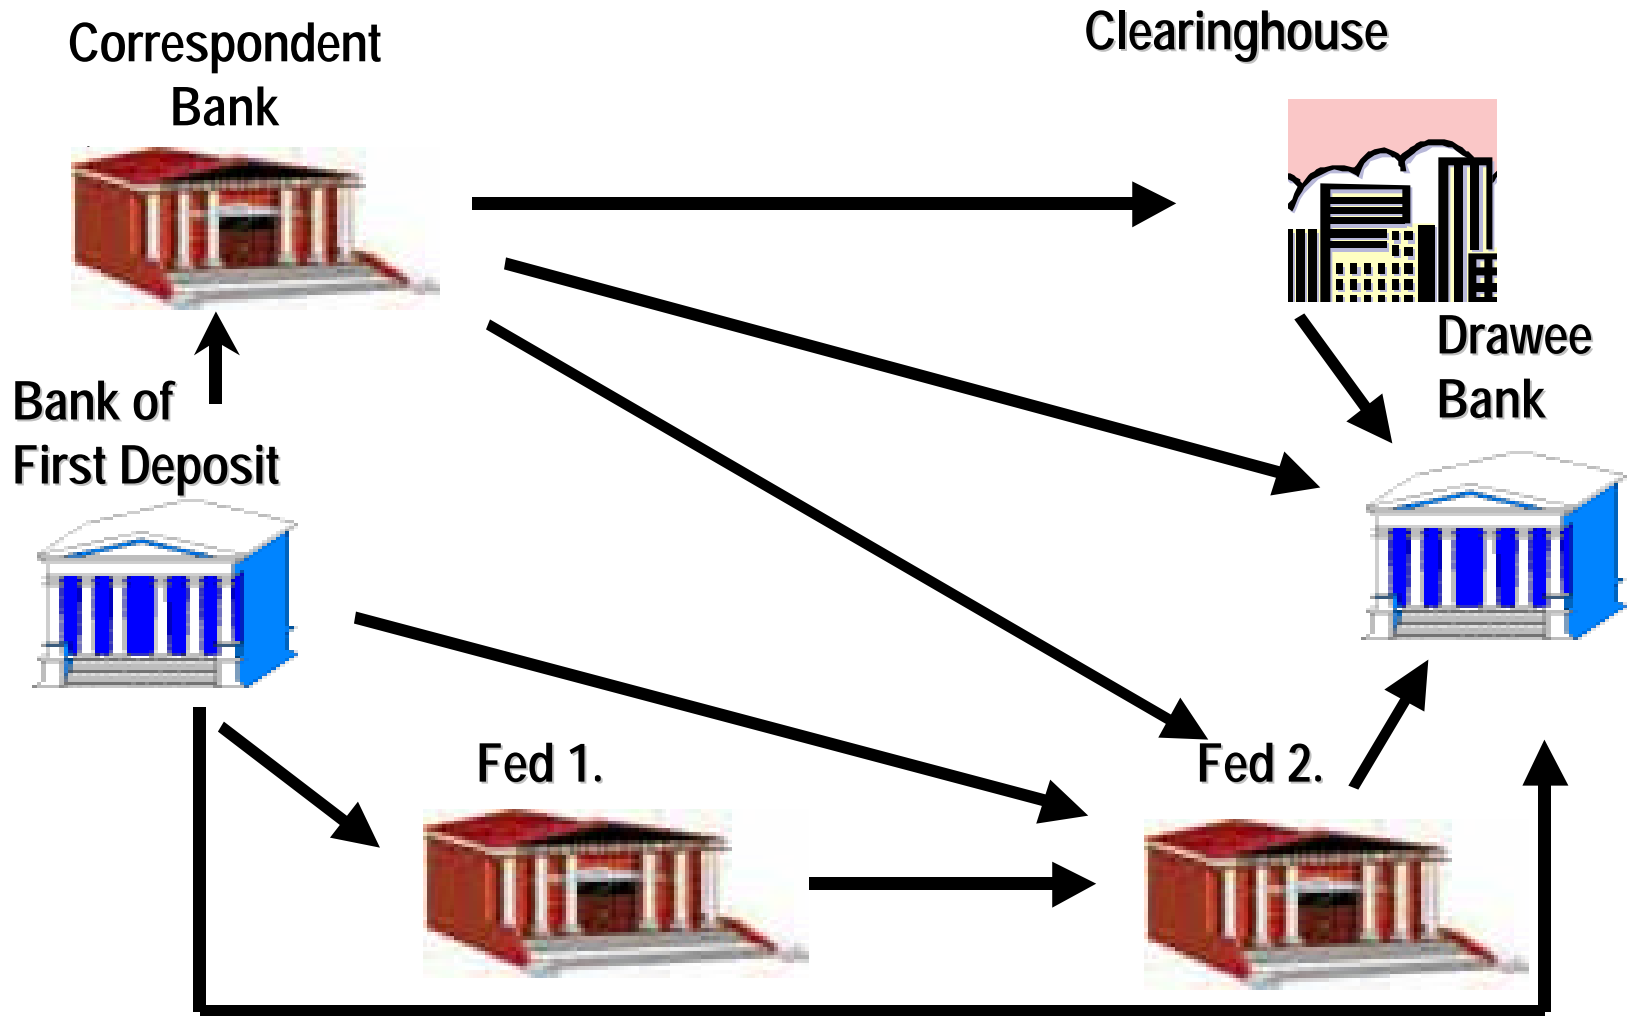 Correspondent
Bank
Clearinghouse
Drawee
Bank
Bank of
First Deposit
Fed 1.
Fed 2.